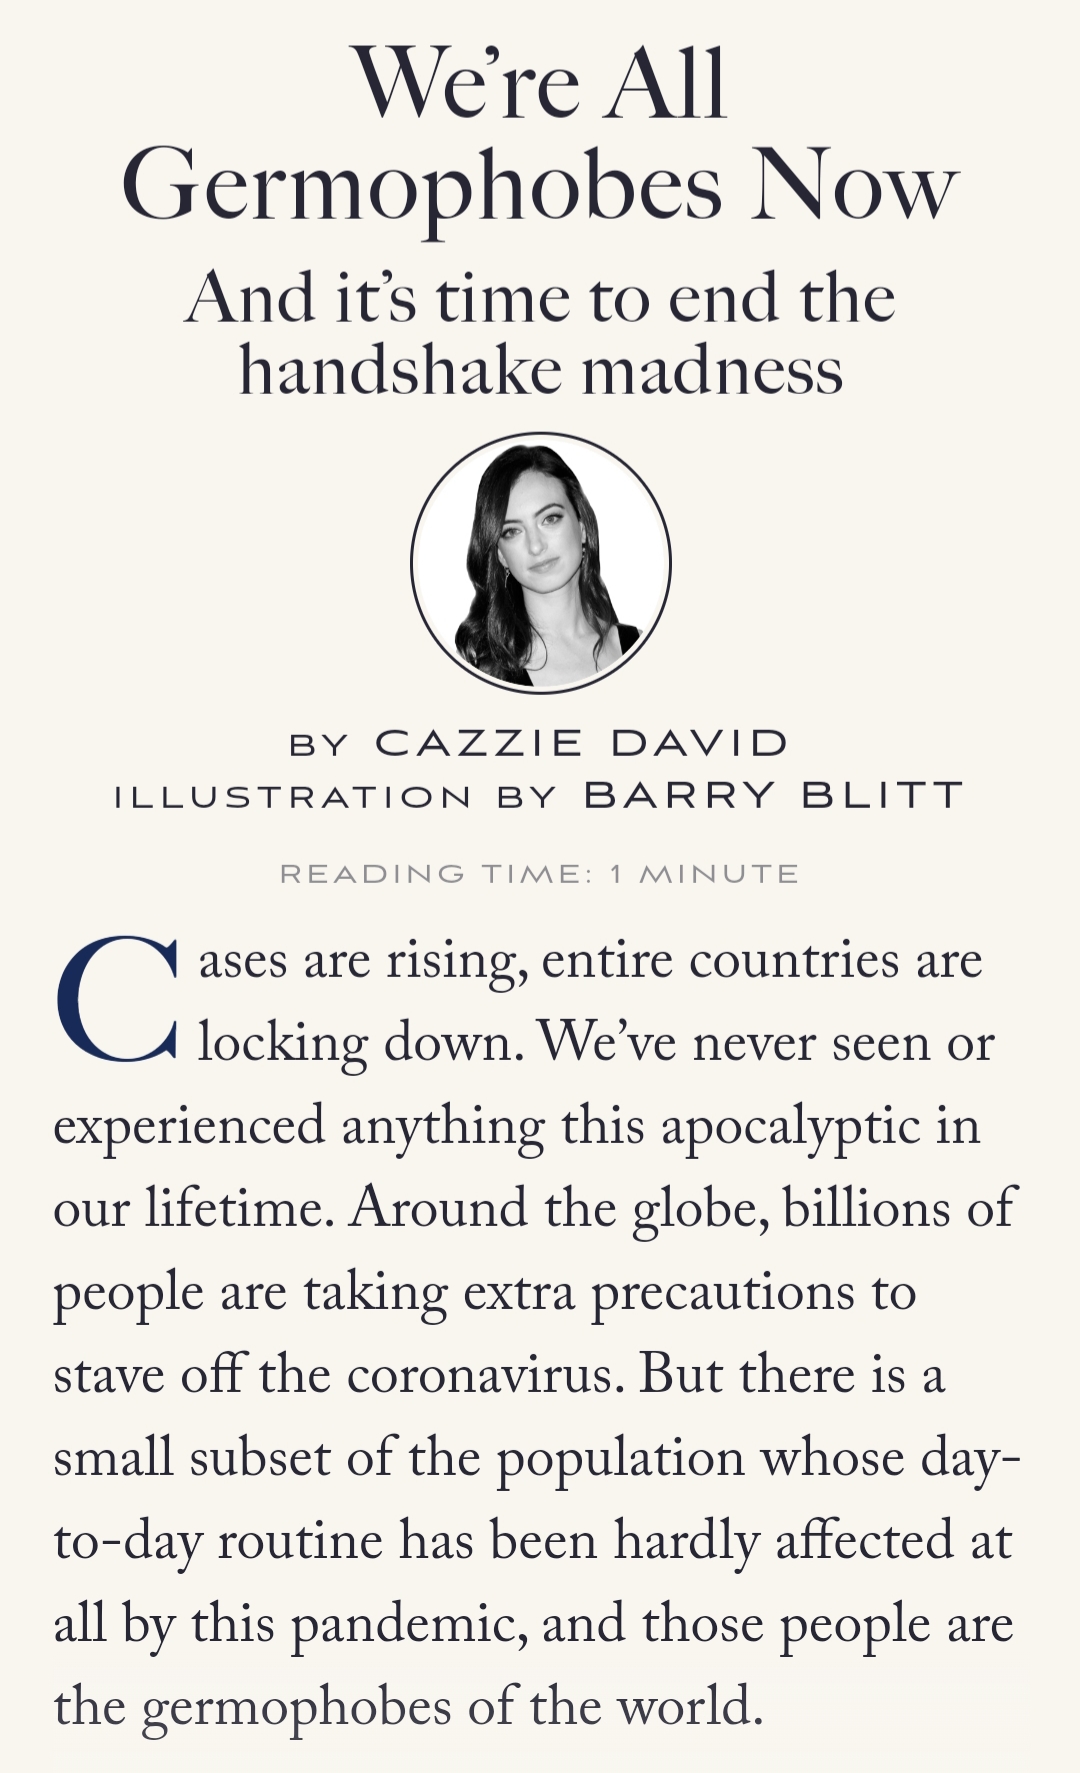 We’re All
Germophobes Now
And it’s time to end the
handshake madness
BY CAZZIE DAVID
ILLUSTRATION BY BARRY BLITT
READING TIME: 1 MINUTE
Cases are rising, entire countries are
locking down. We’ve never seen or
experienced anything this apocalyptic in
our lifetime. Around the globe, billions of
people are taking extra precautions to
stave off the coronavirus. But there is a
small subset of the population whose day-
to-day routine has been hardly affected at
all by this pandemic, and those people are
the germophobes of the world.